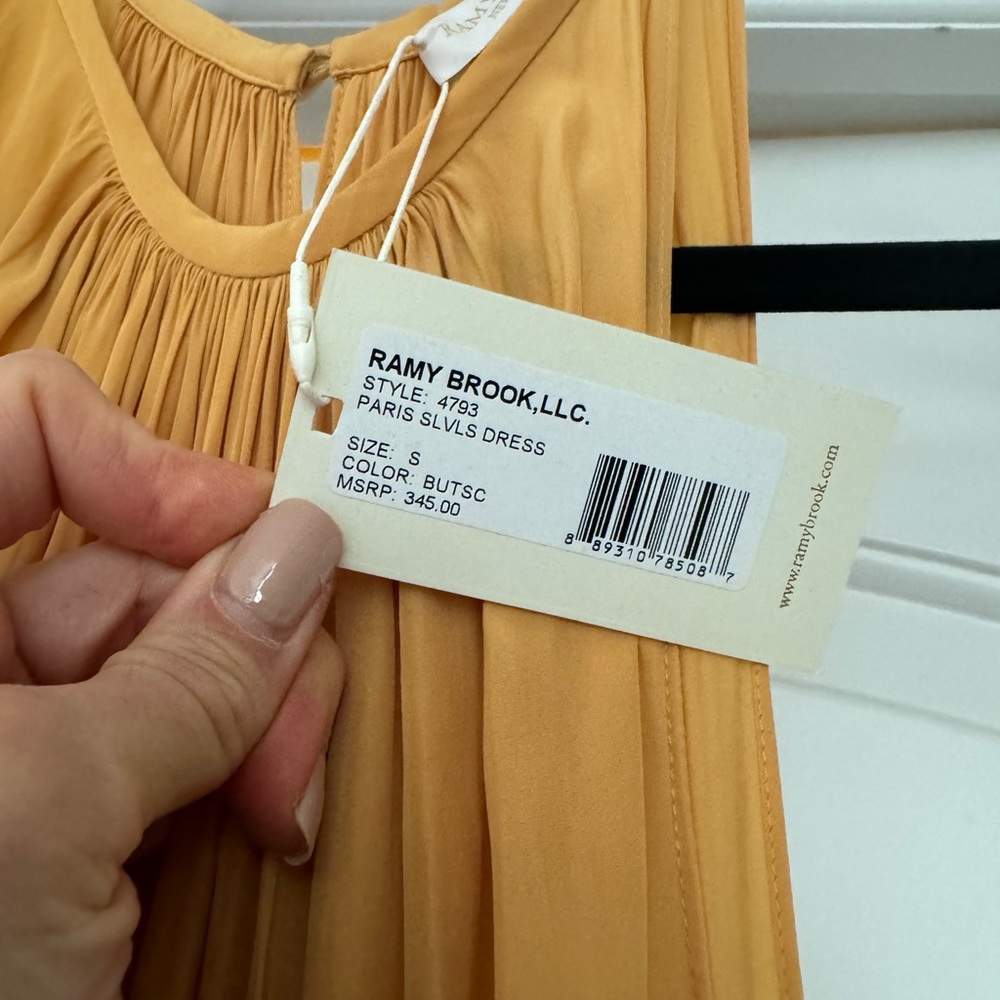 RAMY BROOK,LLC.
STYLE: 4793
PARIS SLVLS DRESS
SIZE: S
COLOR: BUTSC
MSRP: 345.00
8 89310 78508 7
www.ramybrook.com